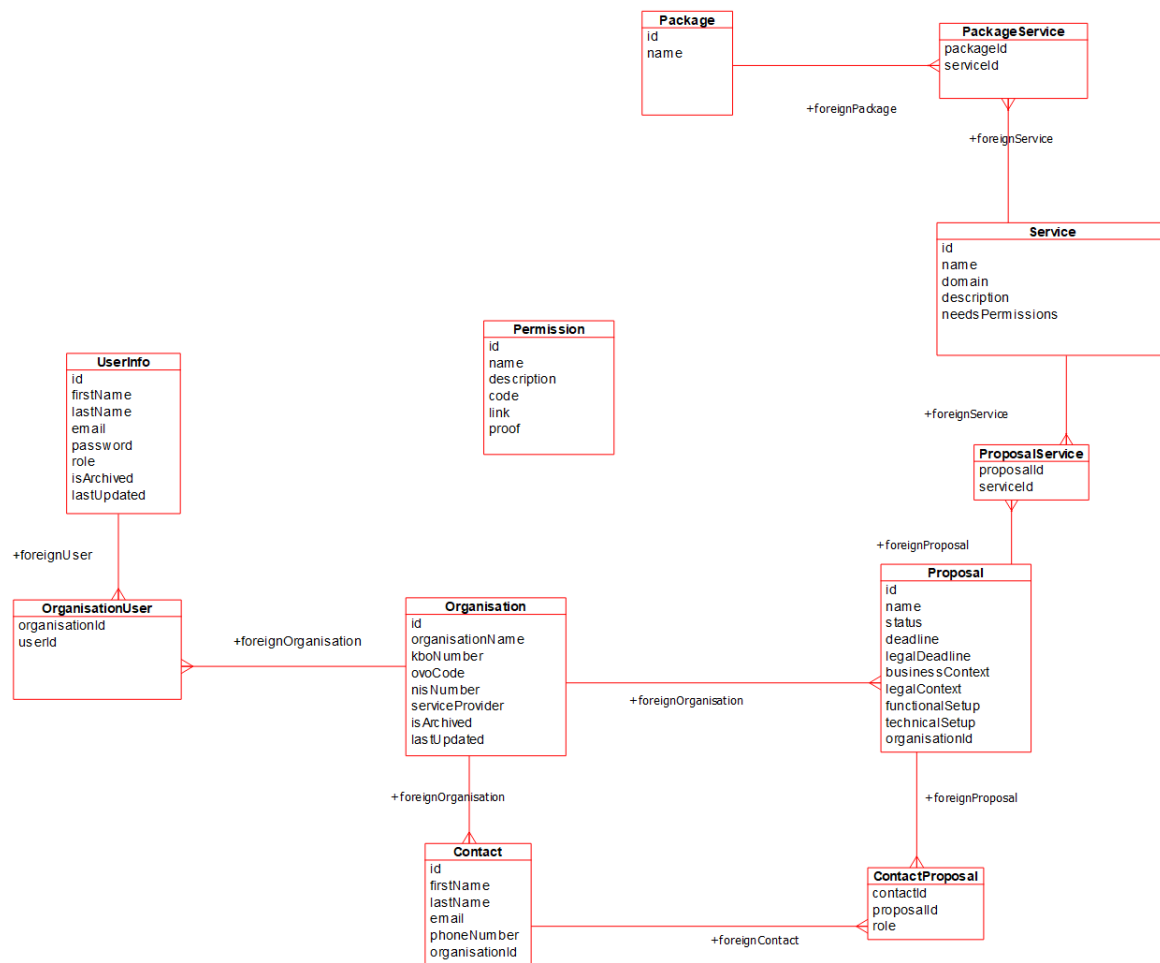 Package
id
name
PackageService
packageId
serviceId
+foreignPackage
+foreignService
Service
id
name
domain
description
needsPermissions
Permission
id
name
description
code
link
proof
UserInfo
id
firstName
lastName
email
password
role
isArchived
lastUpdated
+foreignService
ProposalService
proposalId
serviceId
+foreignUser
+foreignProposal
OrganisationUser
organisationId
userId
+foreignOrganisation
Organisation
id
organisationName
kboNumber
ovoCode
nisNumber
serviceProvider
isArchived
lastUpdated
+foreignOrganisation
Proposal
id
name
status
deadline
legalDeadline
businessContext
legalContext
functionalSetup
technicalSetup
organisationId
+foreignOrganisation
+foreignProposal
Contact
id
firstName
lastName
email
phoneNumber
organisationId
+foreignContact
ContactProposal
contactId
proposalId
role